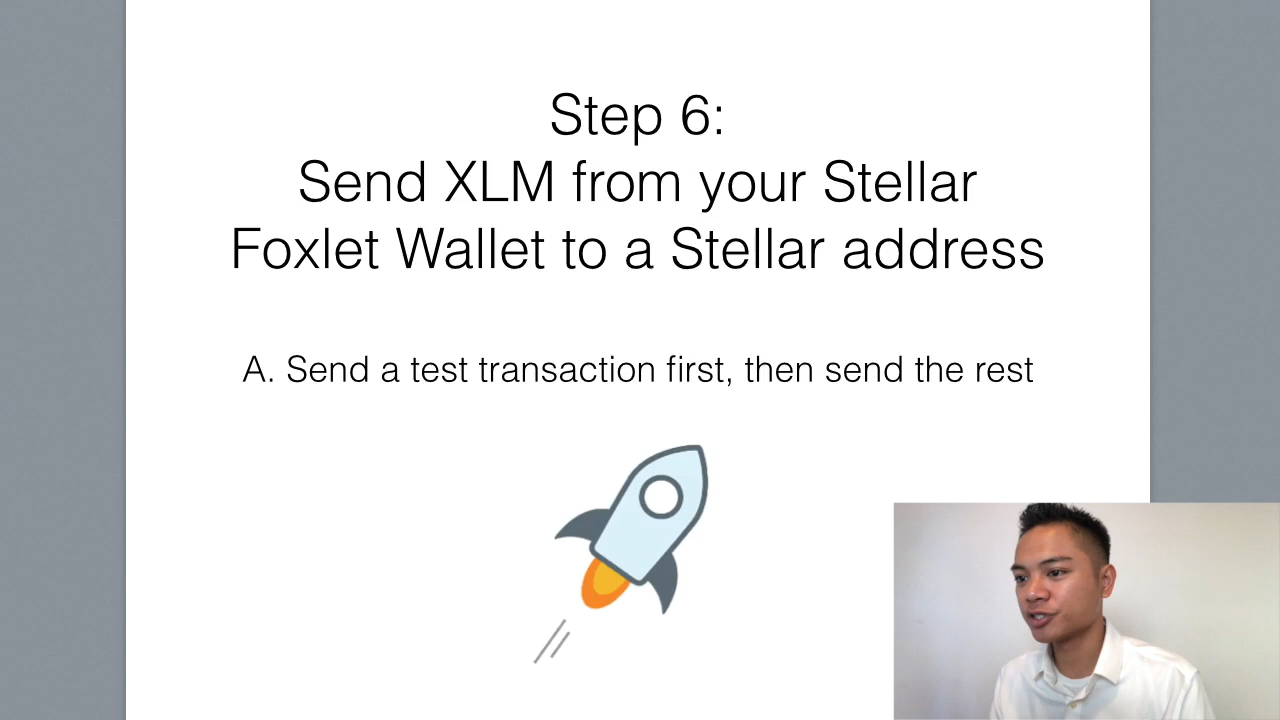 Step 6:
Send XLM from your Stellar
Foxlet Wallet to a Stellar address
A. Send a test transaction first, then send the rest